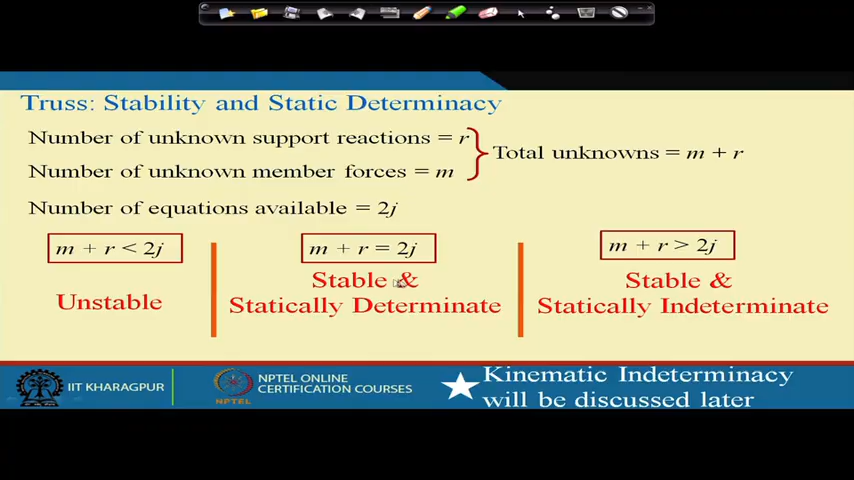 Truss: Stability and Static Determinacy
Number of unknown support reactions = r
Number of unknown member forces = m
Total unknowns = m + r
Number of equations available = 2j
m + r < 2j
Unstable
m + r = 2j
Stable &
Statically Determinate
m + r > 2j
Stable &
Statically Indeterminate
IIT KHARAGPUR
NPTEL
NPTEL ONLINE
CERTIFICATION COURSES
Kinematic Indeterminacy
will be discussed later